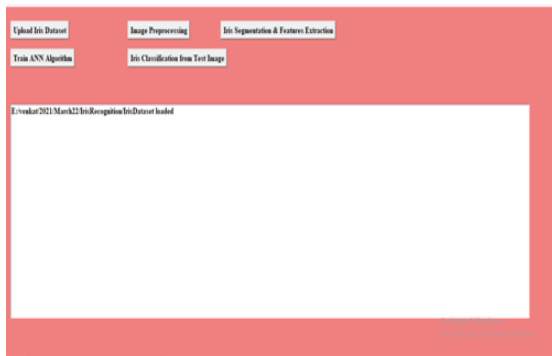 Upload Iris Dataset Image Preprocessing Iris Segmentation & Features Extraction
Train ANN Algorithm Iris Classification from Test Image
E:/venkat/2021/March22/IrisRecognition/IrisDataset loaded